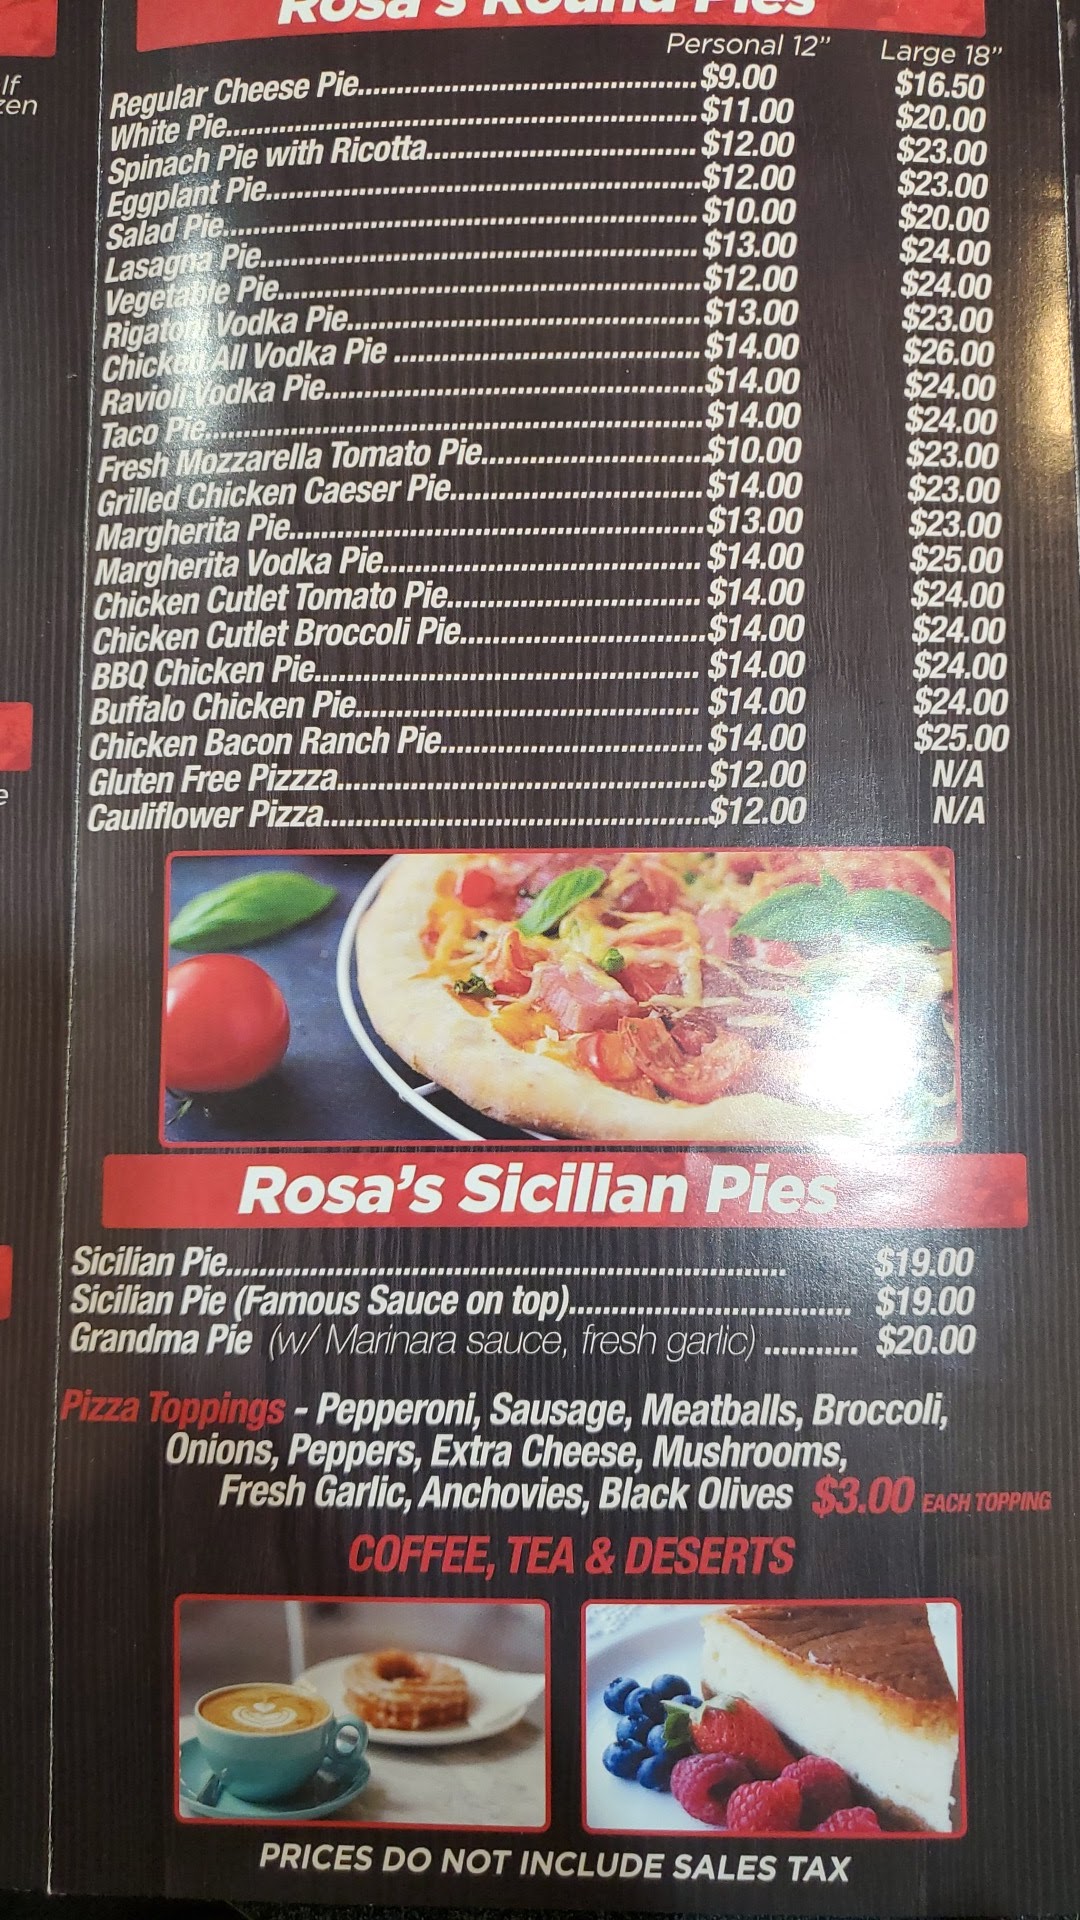 Rosa's Round Pies
Personal 12" Large 18"
lf
zen
Regular Cheese Pie $9.00 $16.50
White Pie $11.00 $20.00
Spinach Pie with Ricotta $12.00 $23.00
Eggplant Pie $12.00 $23.00
Salad Pie $10.00 $20.00
Lasagna Pie $13.00 $24.00
Vegetable Pie $12.00 $24.00
Rigatoni Vodka Pie $13.00 $23.00
Chicken All Vodka Pie $14.00 $26.00
Ravioli Vodka Pie $14.00 $24.00
Taco Pie $14.00 $24.00
Fresh Mozzarella Tomato Pie $10.00 $23.00
Grilled Chicken Caeser Pie $14.00 $23.00
Margherita Pie $13.00 $23.00
Margherita Vodka Pie $14.00 $25.00
Chicken Cutlet Tomato Pie $14.00 $24.00
Chicken Cutlet Broccoli Pie $14.00 $24.00
BBQ Chicken Pie $14.00 $24.00
Buffalo Chicken Pie $14.00 $24.00
Chicken Bacon Ranch Pie $14.00 $25.00
Gluten Free Pizzza $12.00 N/A
Cauliflower Pizza $12.00 N/A
e
Rosa's Sicilian Pies
Sicilian Pie $19.00
Sicilian Pie (Famous Sauce on top) $19.00
Grandma Pie (w/ Marinara sauce, fresh garlic) $20.00
Pizza Toppings - Pepperoni, Sausage, Meatballs, Broccoli,
Onions, Peppers, Extra Cheese, Mushrooms,
Fresh Garlic, Anchovies, Black Olives $3.00 EACH TOPPING
COFFEE, TEA & DESERTS
PRICES DO NOT INCLUDE SALES TAX